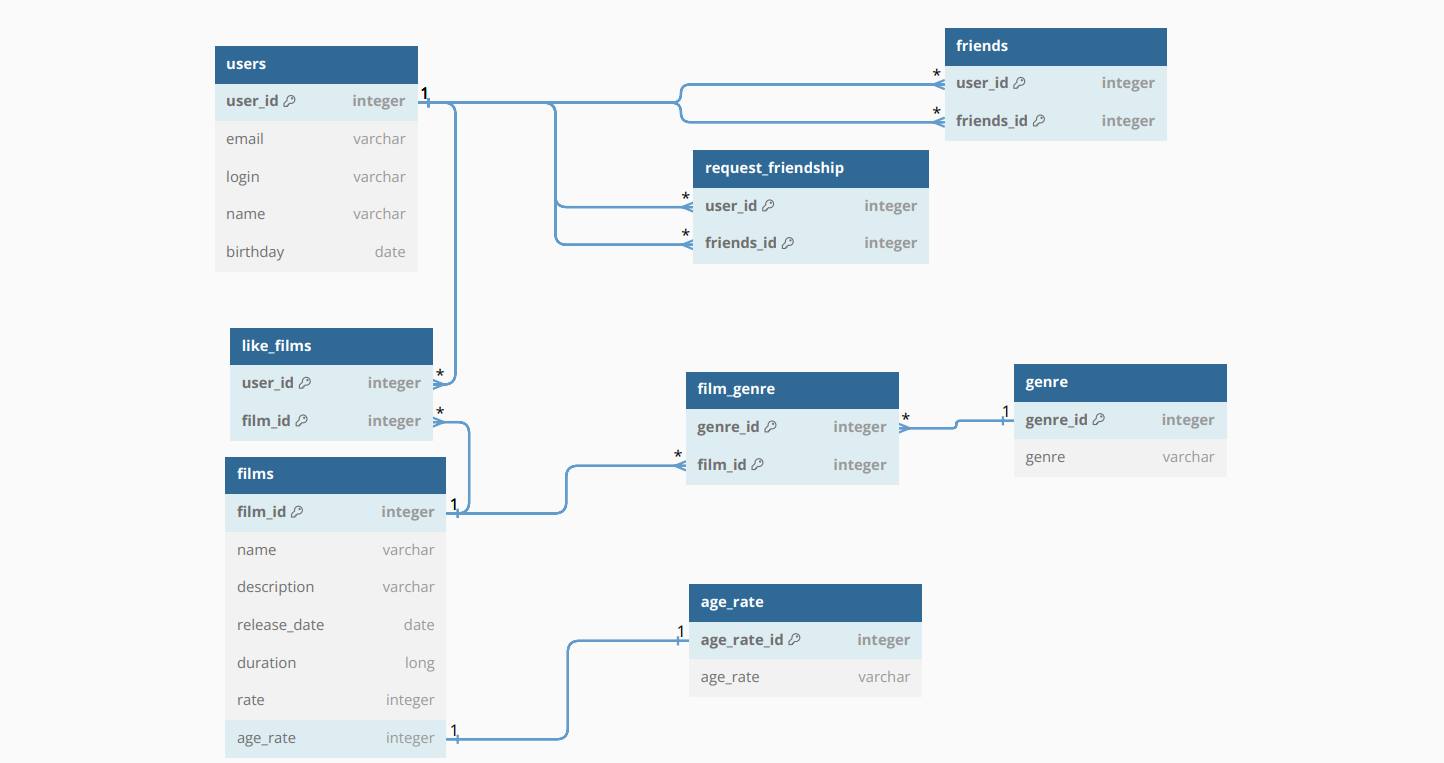 users
user_id integer
email varchar
login varchar
name varchar
birthday date
1
friends
* user_id integer
* friends_id integer
request_friendship
* user_id integer
* friends_id integer
like_films
user_id integer *
film_id integer *
films
film_id integer 1
name varchar
description varchar
release_date date
duration long
rate integer
age_rate integer 1
film_genre
genre_id integer *
* film_id integer
genre
1 genre_id integer
genre varchar
age_rate
1 age_rate_id integer
age_rate varchar